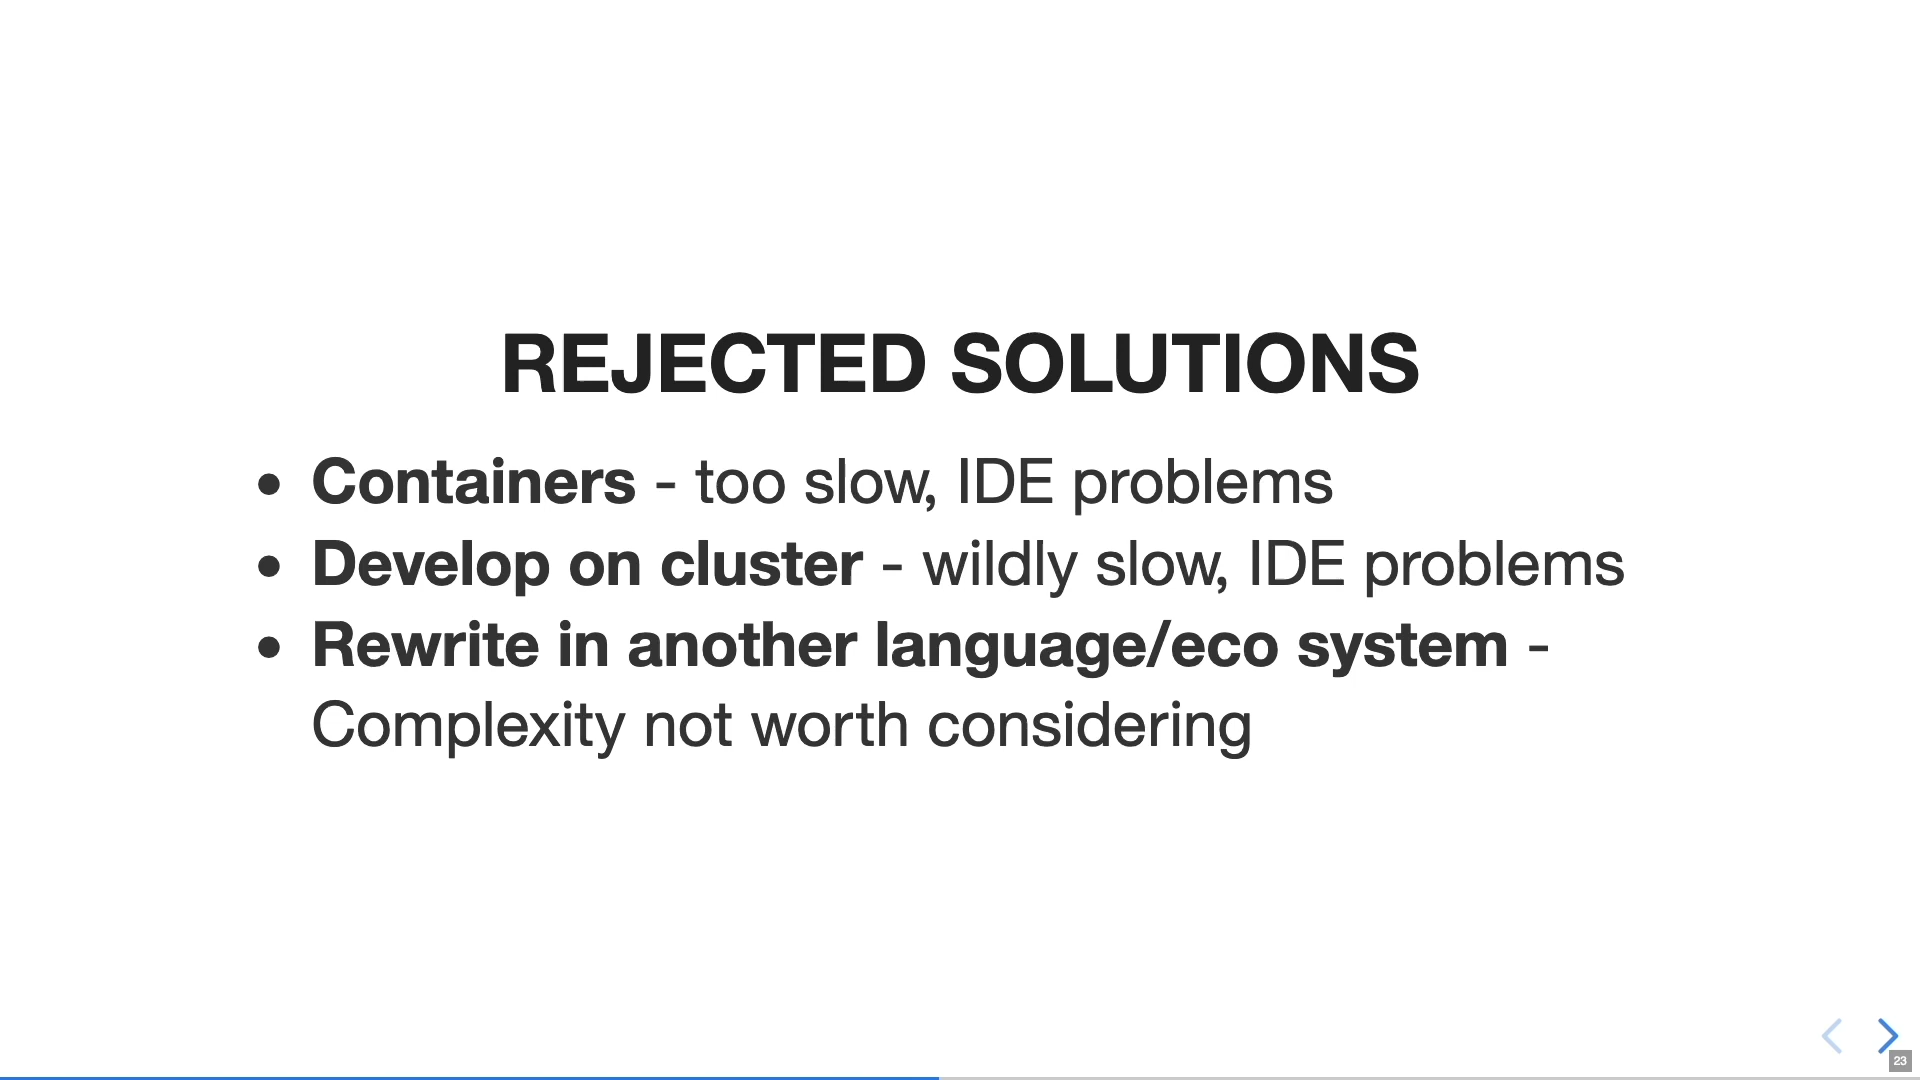 REJECTED SOLUTIONS
• Containers - too slow, IDE problems
• Develop on cluster - wildly slow, IDE problems
• Rewrite in another language/eco system -
Complexity not worth considering
23